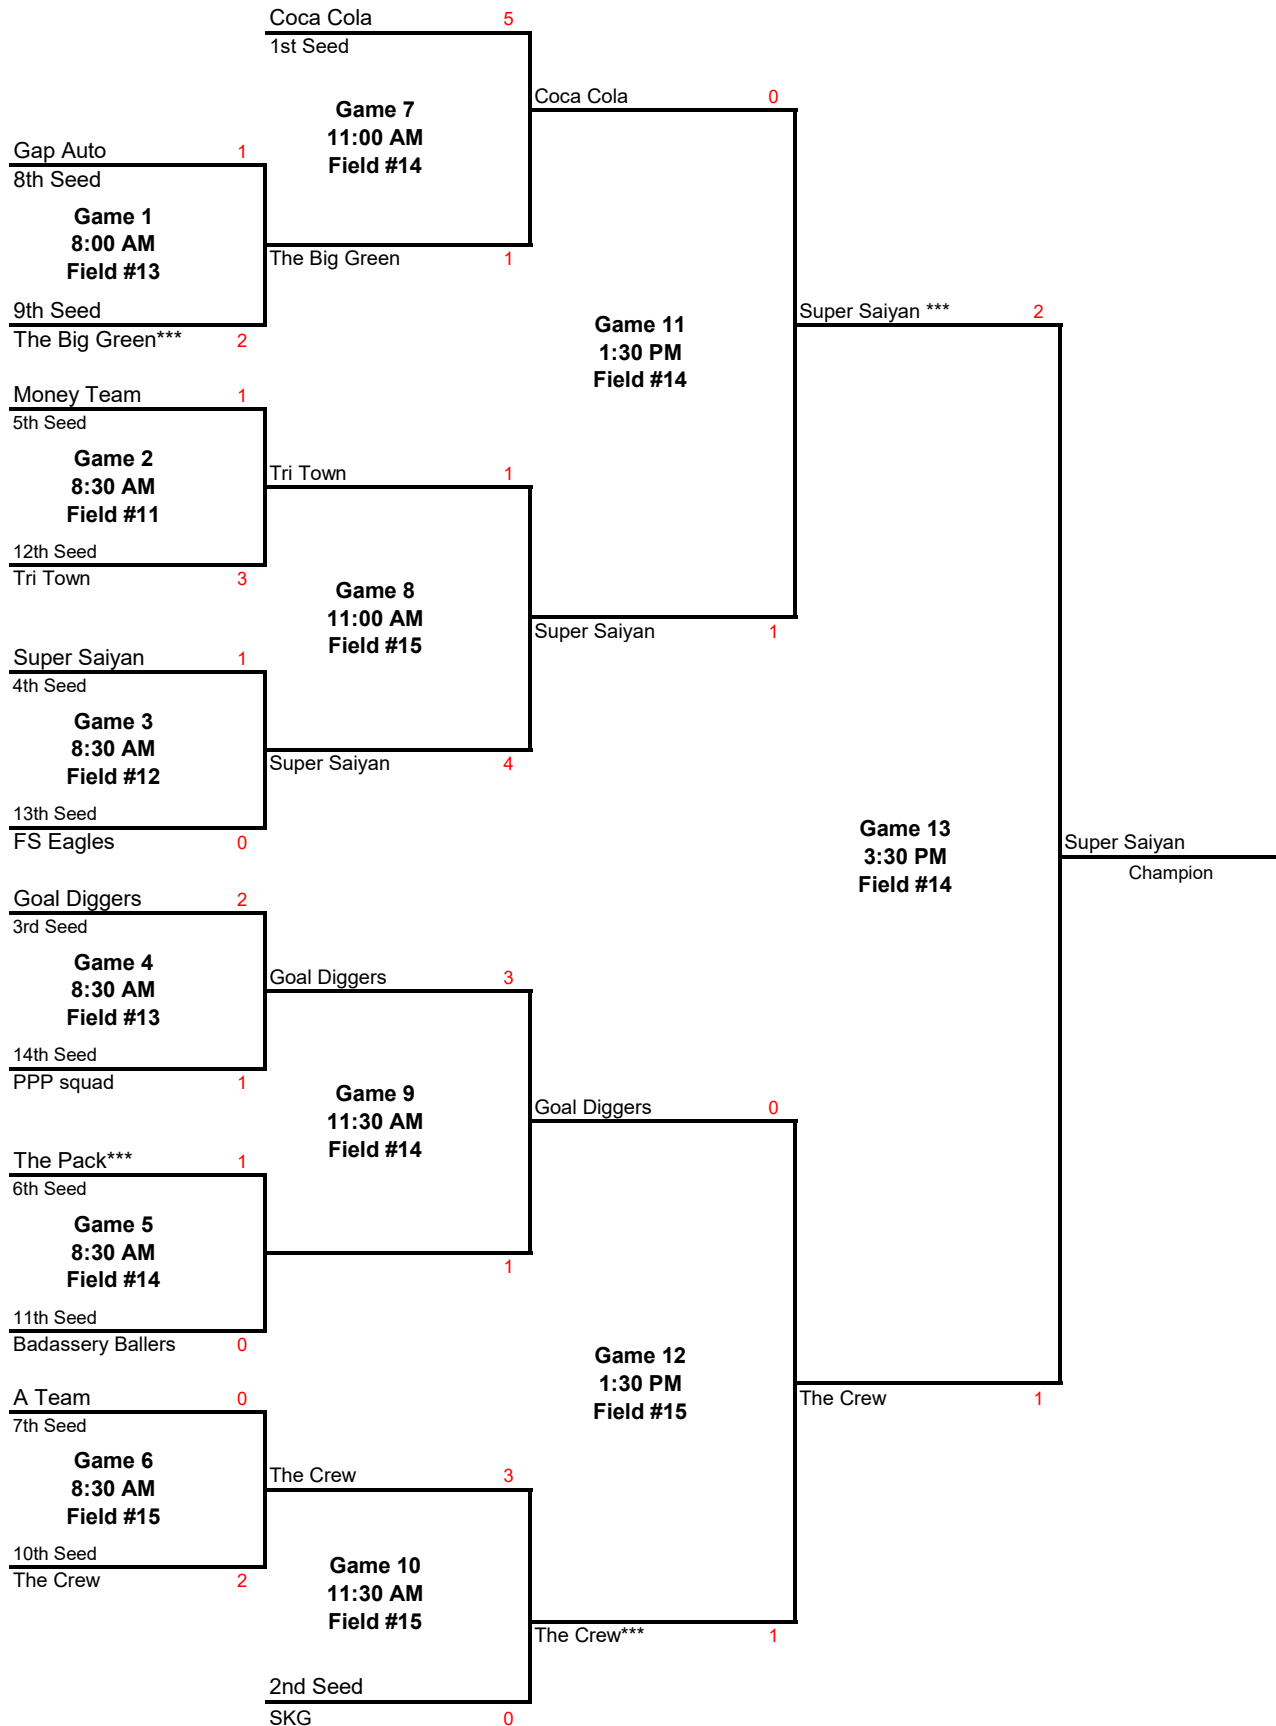 Coca Cola 5
1st Seed
Game 7
11:00 AM
Field #14
Coca Cola 0
Gap Auto 1
8th Seed
Game 1
8:00 AM
Field #13
The Big Green 1
9th Seed
The Big Green*** 2
Game 11
1:30 PM
Field #14
Super Saiyan *** 2
Money Team 1
5th Seed
Game 2
8:30 AM
Field #11
Tri Town 1
12th Seed
Tri Town 3
Game 8
11:00 AM
Field #15
Super Saiyan 1
Super Saiyan 1
4th Seed
Game 3
8:30 AM
Field #12
Super Saiyan 4
13th Seed
FS Eagles 0
Game 13
3:30 PM
Field #14
Super Saiyan
Champion
Goal Diggers 2
3rd Seed
Game 4
8:30 AM
Field #13
Goal Diggers 3
14th Seed
PPP squad 1
Game 9
11:30 AM
Field #14
Goal Diggers 0
The Pack*** 1
6th Seed
Game 5
8:30 AM
Field #14
1
11th Seed
Badassery Ballers 0
Game 12
1:30 PM
Field #15
The Crew 1
A Team 0
7th Seed
Game 6
8:30 AM
Field #15
The Crew 3
10th Seed
The Crew 2
Game 10
11:30 AM
Field #15
The Crew*** 1
2nd Seed
SKG 0